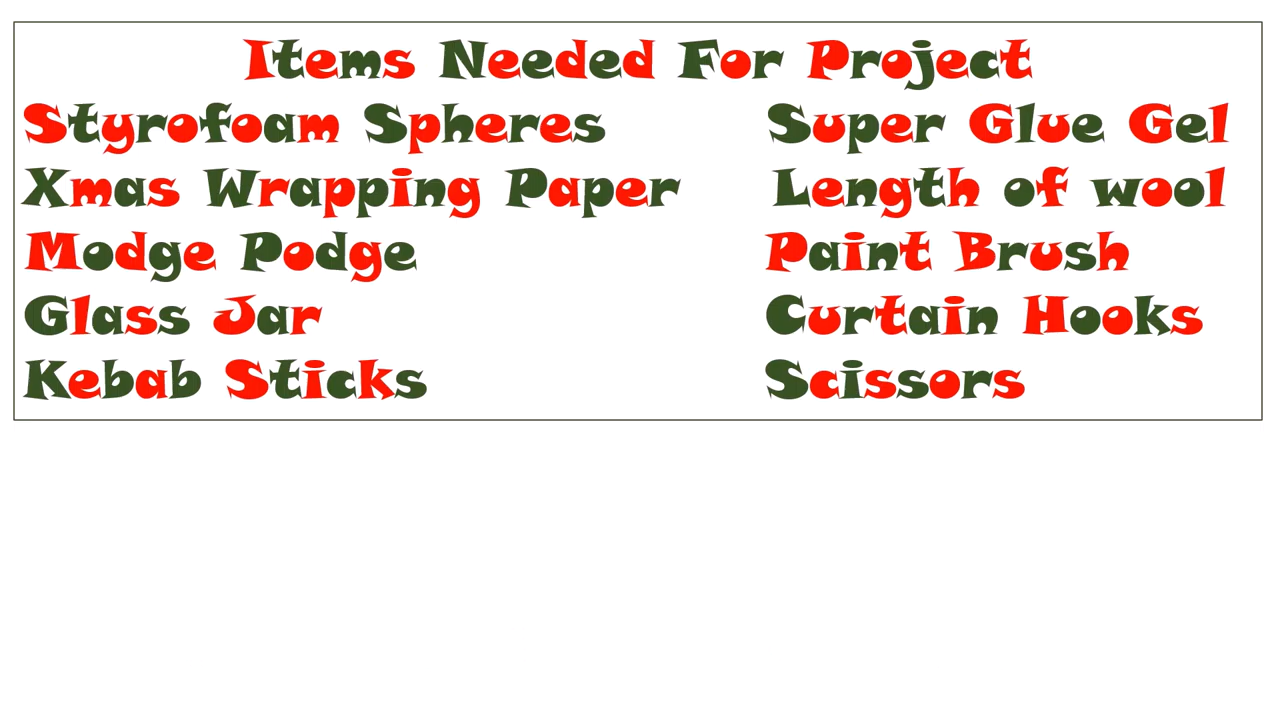 Items Needed For Project
Styrofoam Spheres
Xmas Wrapping Paper
Modge Podge
Glass Jar
Kebab Sticks
Super Glue Gel
Length of wool
Paint Brush
Curtain Hooks
Scissors